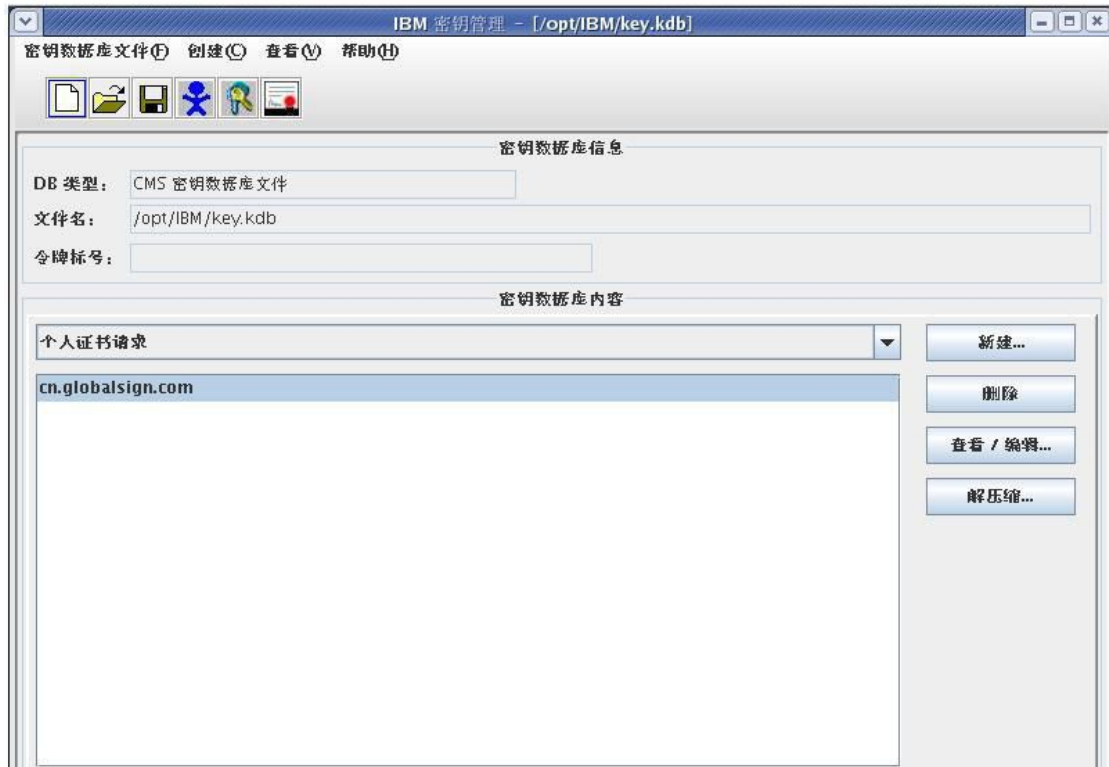 IBM 密钥管理 - [/opt/IBM/key.kdb]
密钥数据库文件(F) 创建(C) 查看(V) 帮助(H)
密钥数据库信息
DB 类型: CMS 密钥数据库文件
文件名: /opt/IBM/key.kdb
令牌标号:
密钥数据库内容
个人证书请求
新建...
cn.globalsign.com
删除
查看 / 编辑...
解压缩...